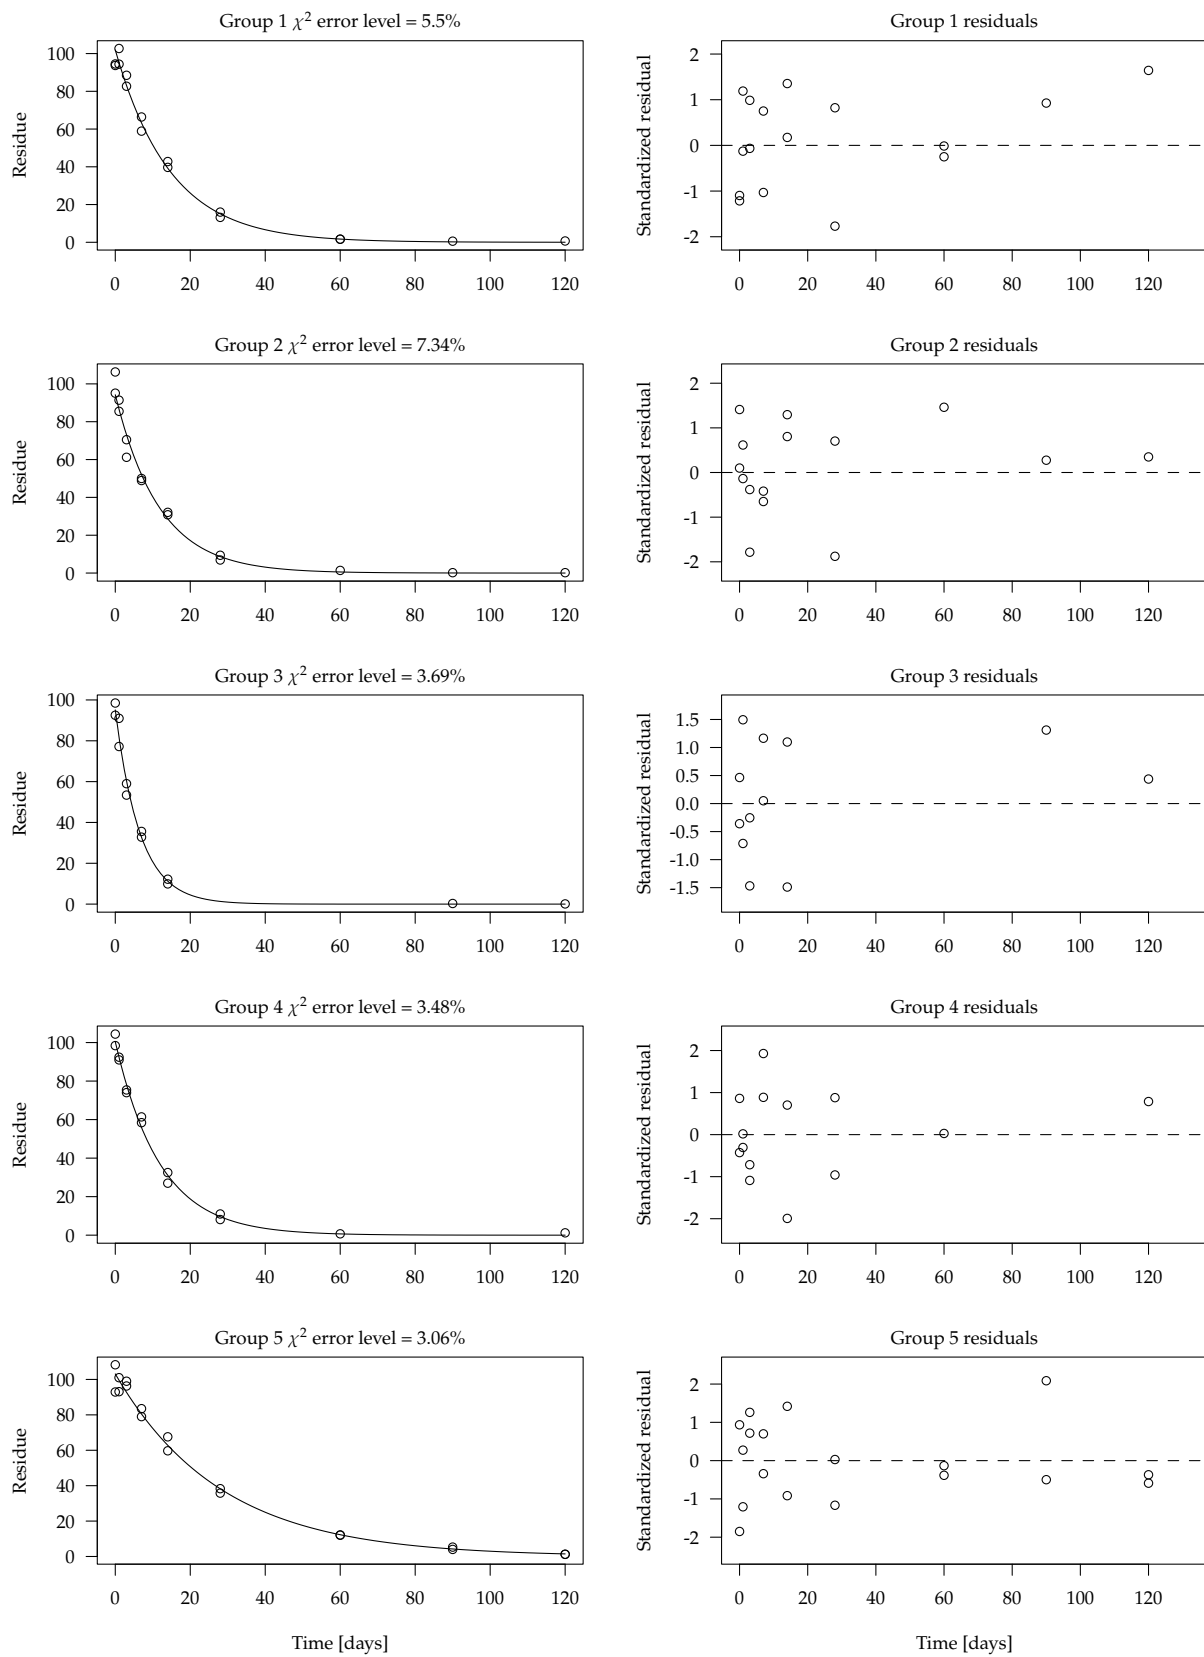 Group 1 χ² error level = 5.5%
Residue
100
80
60
40
20
0
0 20 40 60 80 100 120
Group 1 residuals
Standardized residual
2
1
0
-1
-2
0 20 40 60 80 100 120
Group 2 χ² error level = 7.34%
Residue
100
80
60
40
20
0
0 20 40 60 80 100 120
Group 2 residuals
Standardized residual
2
1
0
-1
-2
0 20 40 60 80 100 120
Group 3 χ² error level = 3.69%
Residue
100
80
60
40
20
0
0 20 40 60 80 100 120
Group 3 residuals
Standardized residual
1.5
1.0
0.5
0.0
-0.5
-1.0
-1.5
0 20 40 60 80 100 120
Group 4 χ² error level = 3.48%
Residue
100
80
60
40
20
0
0 20 40 60 80 100 120
Group 4 residuals
Standardized residual
2
1
0
-1
-2
0 20 40 60 80 100 120
Group 5 χ² error level = 3.06%
Residue
100
80
60
40
20
0
0 20 40 60 80 100 120
Time [days]
Group 5 residuals
Standardized residual
2
1
0
-1
-2
0 20 40 60 80 100 120
Time [days]